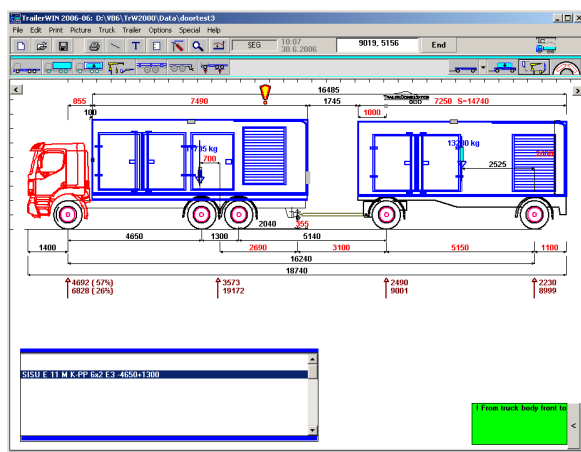 TrailerWIN 2006-06: D:\VB6\TrW2000\Data\doortest3
File Edit Print Picture Truck Trailer Options Special Help
T SEG 10:07 30.6.2006 9019, 5156 End
< >
16485
855 7490 1745 7250 S=14740
100 1000
13200 kg
700 2525
2040 355
4650 1300 5140
1400 2690 3100 5150 1100
16240
18740
4692 (57%) 3573 2490 2230
6828 (26%) 19172 9001 8999
SISU E 11 M K-PP 6x2 E3 -4650+1300
! From truck body front to
<